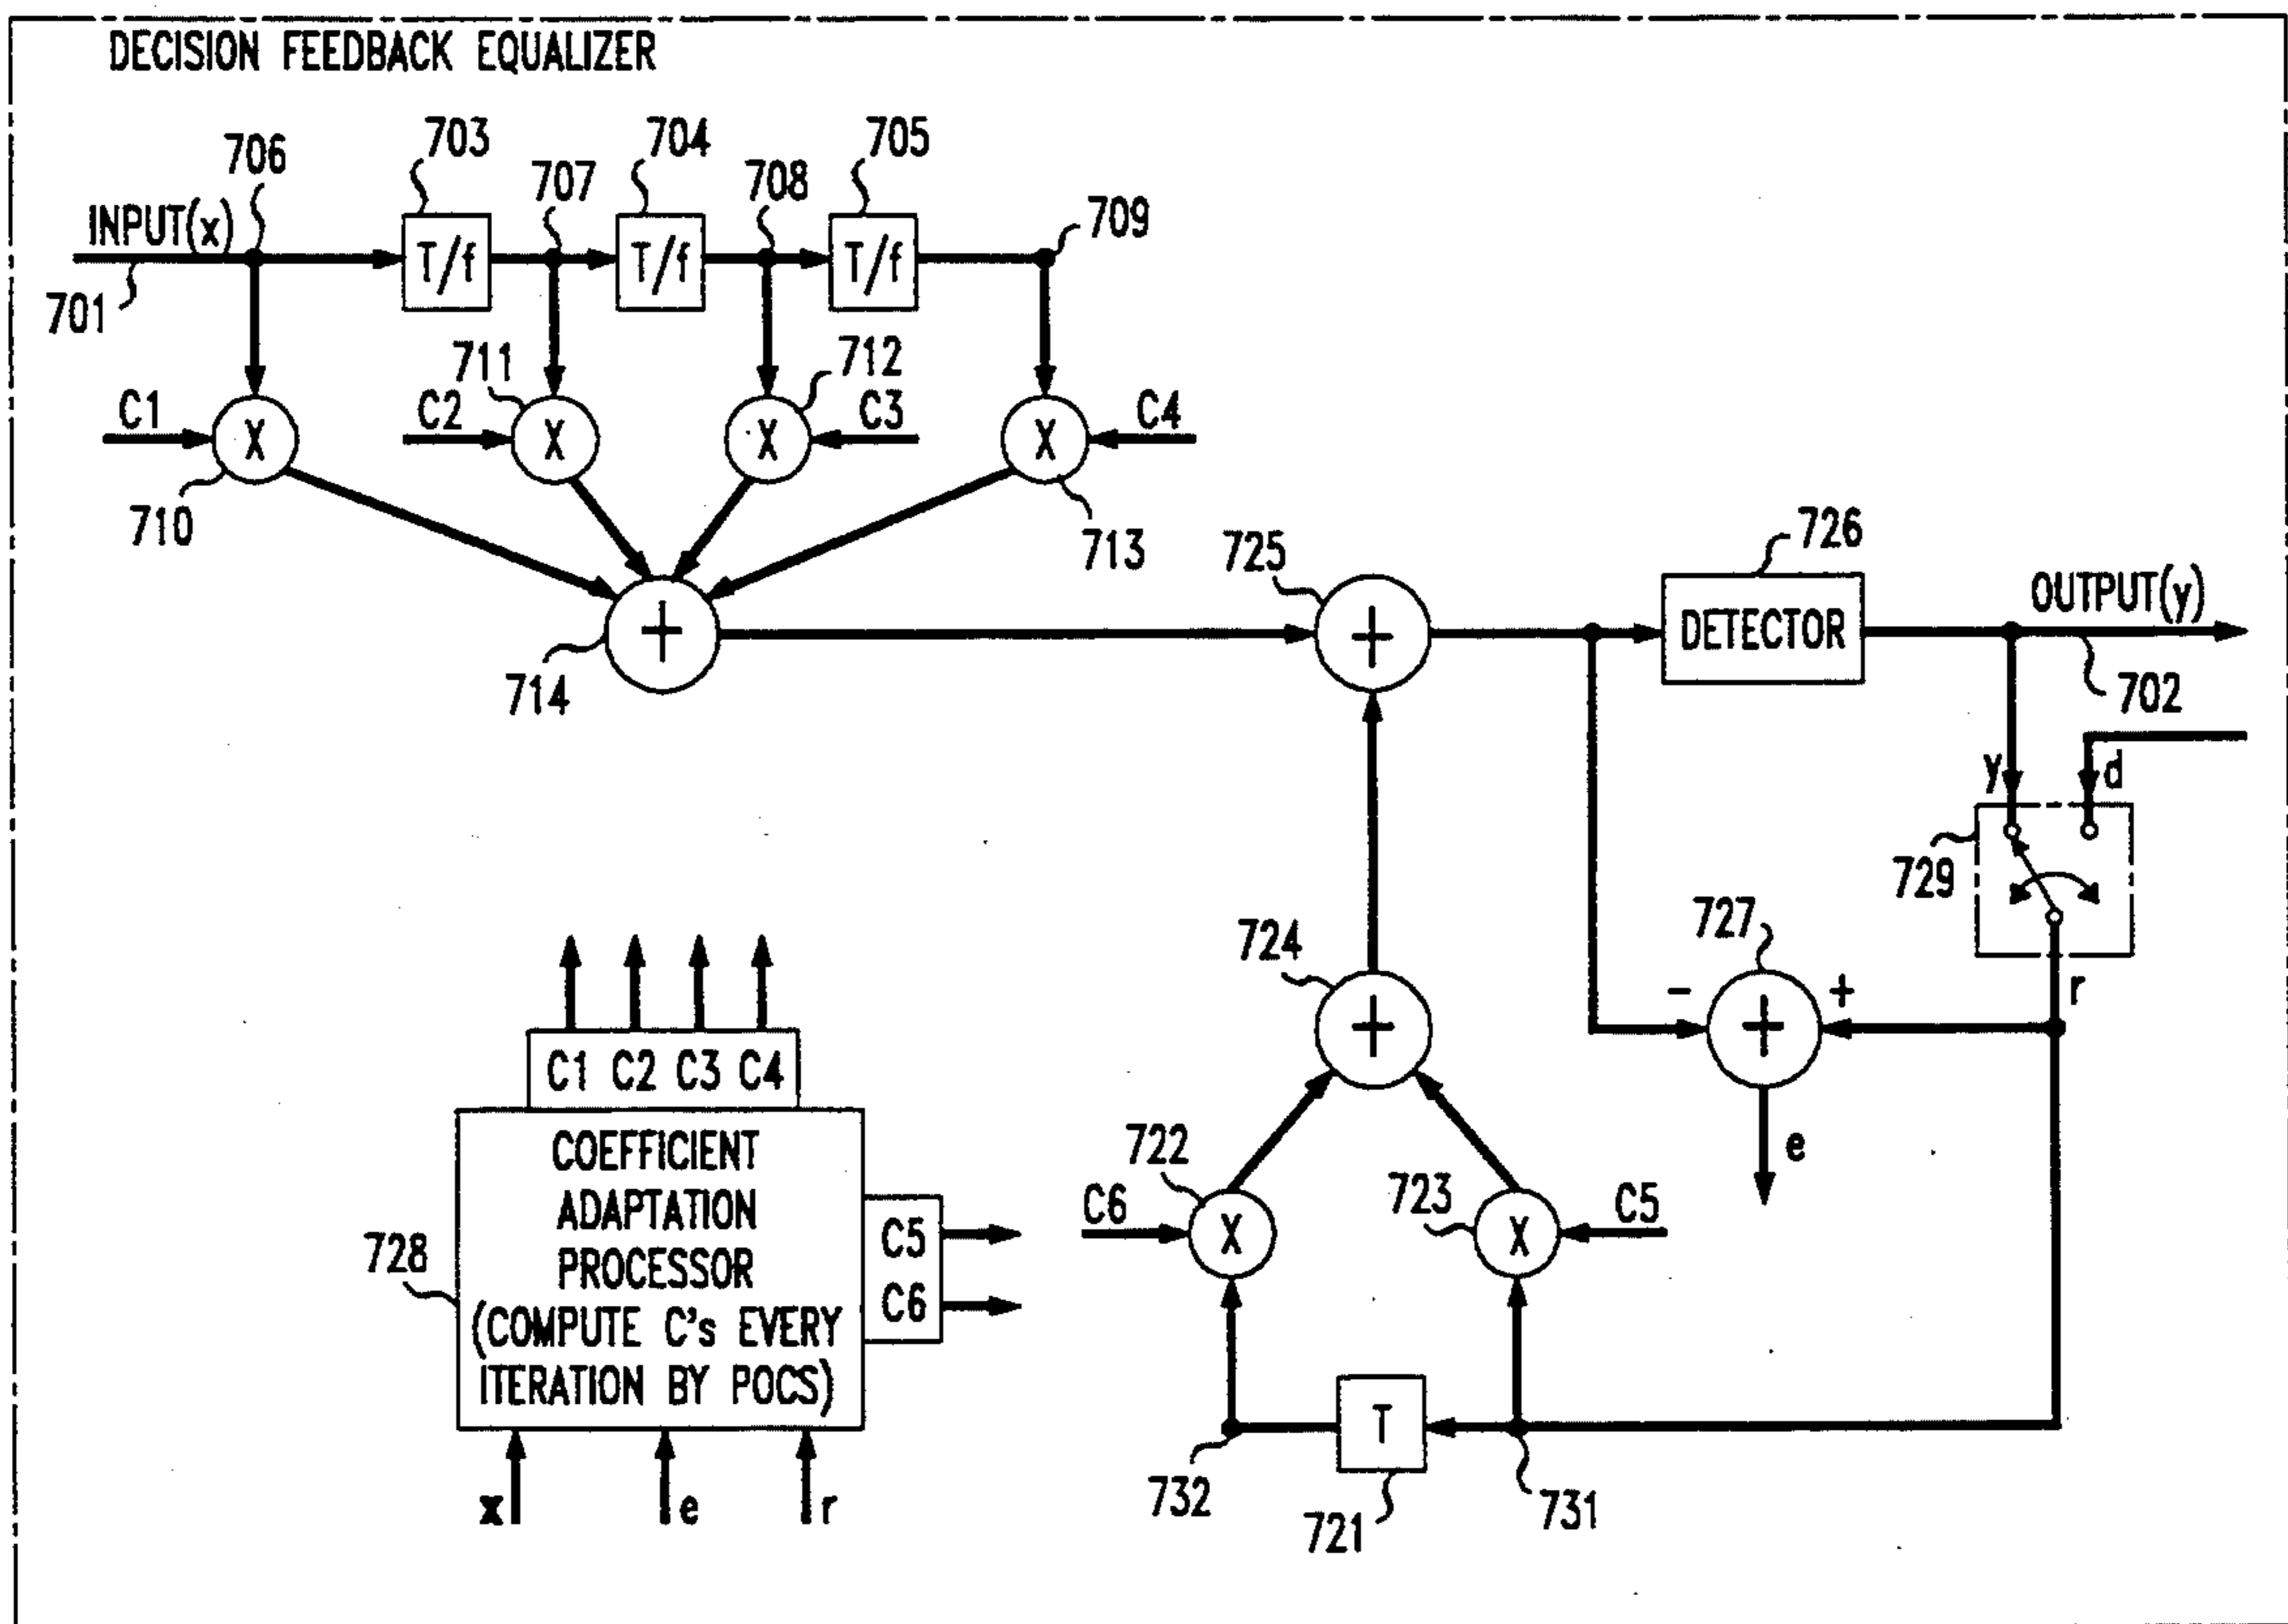 DECISION FEEDBACK EQUALIZER
703 704 705
706 707 708 709
INPUT(x)
T/f T/f T/f
701
711 712
C1 C2 C3 C4
X X X X
710 713
725 726
+ + DETECTOR OUTPUT(y)
714 702
y d
729
724 727
- + r
+ +
C1 C2 C3 C4
COEFFICIENT
ADAPTATION
PROCESSOR
(COMPUTE C's EVERY
ITERATION BY POCS)
728
C5
C6
x e r
722 723 e
C6 X X C5
T
732 721 731